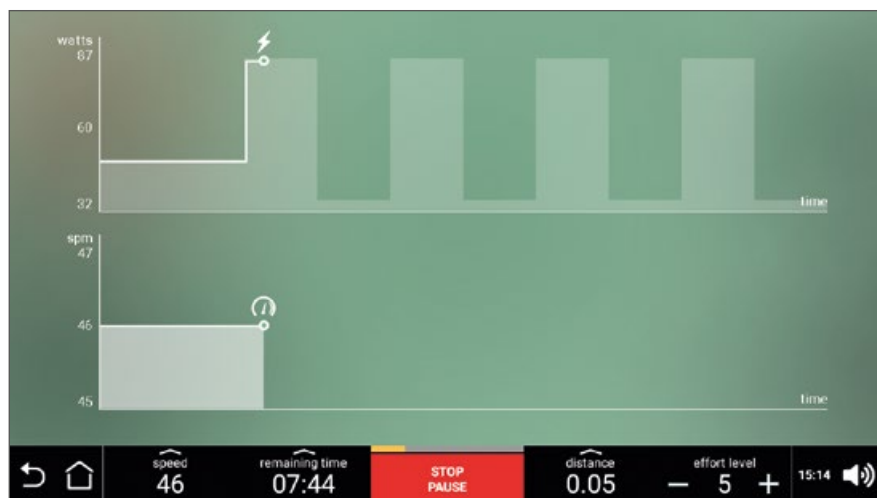 watts
87
60
32
time
spm
47
46
45
time
speed
46
remaining time
07:44
STOP
PAUSE
distance
0.05
effort level
− 5 +
15:14